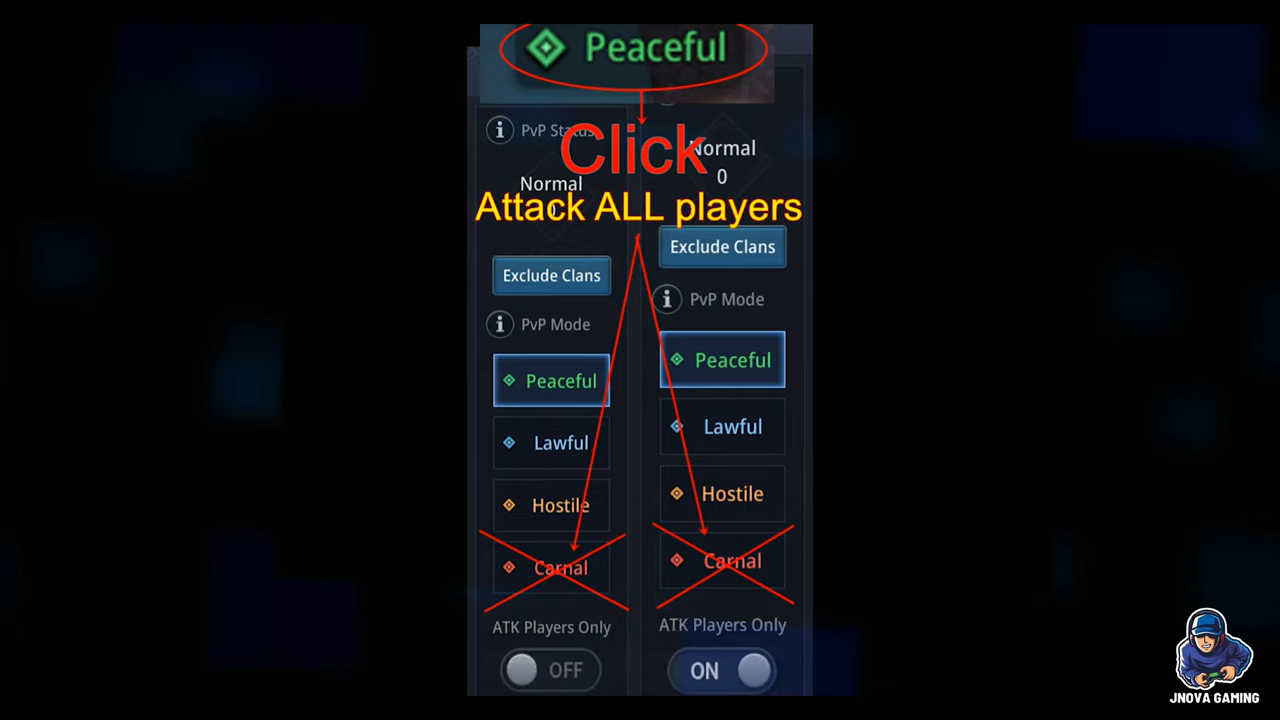 Peaceful
Click
Attack ALL players
PvP Status
Normal
Exclude Clans
PvP Mode
Peaceful
Lawful
Hostile
Carnal
ATK Players Only
OFF
Normal
0
Exclude Clans
PvP Mode
Peaceful
Lawful
Hostile
Carnal
ATK Players Only
ON
JNOVA GAMING